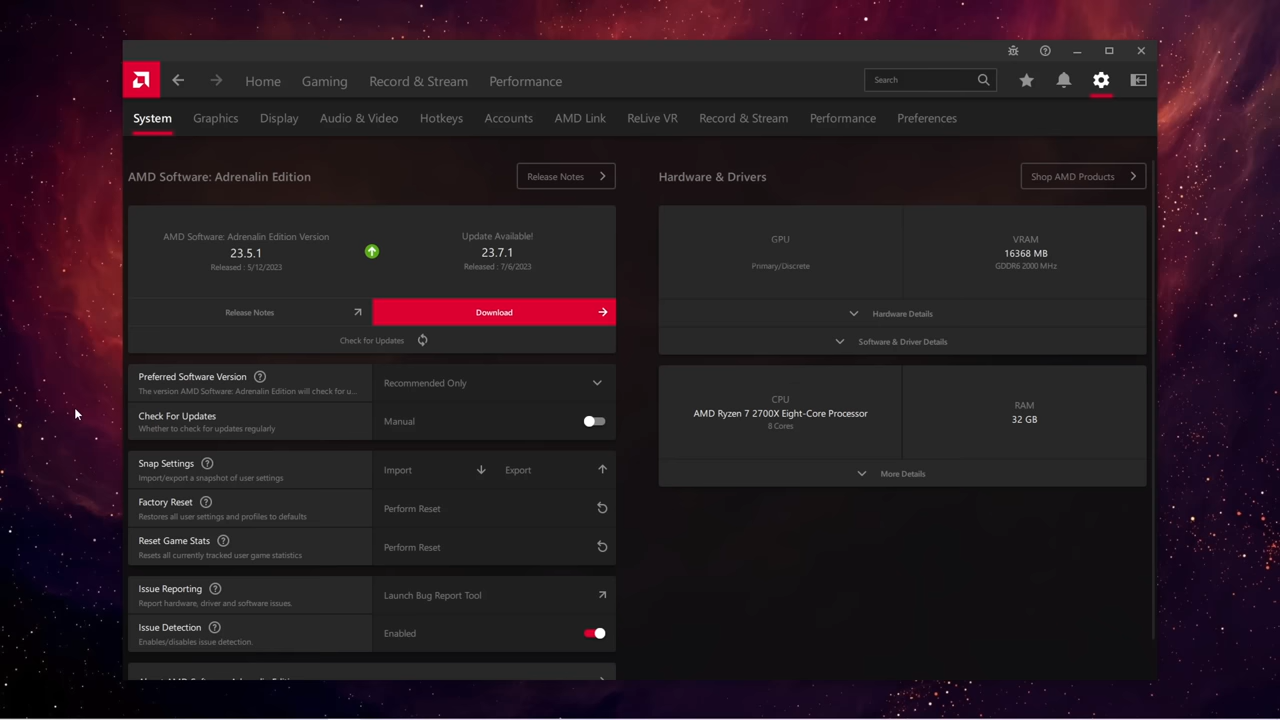 Home Gaming Record & Stream Performance Search
System Graphics Display Audio & Video Hotkeys Accounts AMD Link ReLive VR Record & Stream Performance Preferences
AMD Software: Adrenalin Edition
Release Notes
AMD Software: Adrenalin Edition Version
23.5.1
Released : 5/12/2023
Update Available!
23.7.1
Released : 7/6/2023
Release Notes
Download
Check for Updates
Preferred Software Version
The version AMD Software: Adrenalin Edition will check for u...
Recommended Only
Check For Updates
Whether to check for updates regularly
Manual
Snap Settings
Import/export a snapshot of user settings
Import
Export
Factory Reset
Restores all user settings and profiles to defaults
Perform Reset
Reset Game Stats
Resets all currently tracked user game statistics
Perform Reset
Issue Reporting
Report hardware, driver and software issues.
Launch Bug Report Tool
Issue Detection
Enables/disables issue detection.
Enabled
About AMD Software: Adrenalin Edition
Hardware & Drivers
Shop AMD Products
GPU
Primary/Discrete
VRAM
16368 MB
GDDR6 2000 MHz
Hardware Details
Software & Driver Details
CPU
AMD Ryzen 7 2700X Eight-Core Processor
8 Cores
RAM
32 GB
More Details